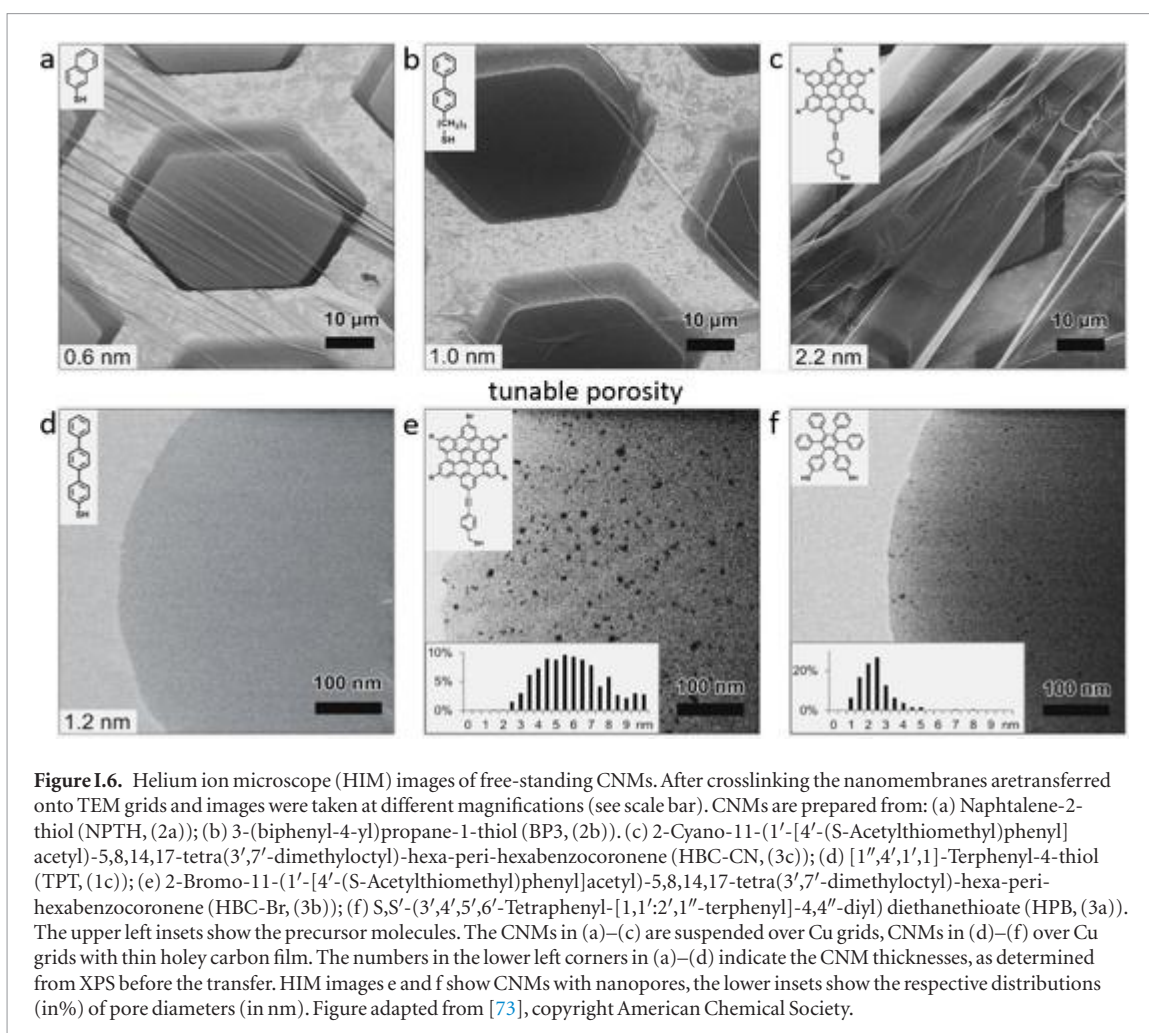 a
SH
0.6 nm
10 µm
b
(CH₂)₃
SH
1.0 nm
10 µm
c
CN
R
R
R
R
SH
2.2 nm
10 µm
tunable porosity
d
SH
1.2 nm
100 nm
e
Br
R
R
R
R
SH
10%
5%
0%
0 1 2 3 4 5 6 7 8 9 nm
100 nm
f
20%
0%
0 1 2 3 4 5 6 7 8 9 nm
100 nm
Figure I.6. Helium ion microscope (HIM) images of free-standing CNMs. After crosslinking the nanomembranes aretransferred
onto TEM grids and images were taken at different magnifications (see scale bar). CNMs are prepared from: (a) Naphtalene-2-
thiol (NPTH, (2a)); (b) 3-(biphenyl-4-yl)propane-1-thiol (BP3, (2b)). (c) 2-Cyano-11-(1′-[4′-(S-Acetylthiomethyl)phenyl]
acetyl)-5,8,14,17-tetra(3′,7′-dimethyloctyl)-hexa-peri-hexabenzocoronene (HBC-CN, (3c)); (d) [1″,4′,1′,1]-Terphenyl-4-thiol
(TPT, (1c)); (e) 2-Bromo-11-(1′-[4′-(S-Acetylthiomethyl)phenyl]acetyl)-5,8,14,17-tetra(3′,7′-dimethyloctyl)-hexa-peri-
hexabenzocoronene (HBC-Br, (3b)); (f) S,S′-(3′,4′,5′,6′-Tetraphenyl-[1,1′:2′,1″-terphenyl]-4,4″-diyl) diethanethioate (HPB, (3a)).
The upper left insets show the precursor molecules. The CNMs in (a)–(c) are suspended over Cu grids, CNMs in (d)–(f) over Cu
grids with thin holey carbon film. The numbers in the lower left corners in (a)–(d) indicate the CNM thicknesses, as determined
from XPS before the transfer. HIM images e and f show CNMs with nanopores, the lower insets show the respective distributions
(in%) of pore diameters (in nm). Figure adapted from [73], copyright American Chemical Society.